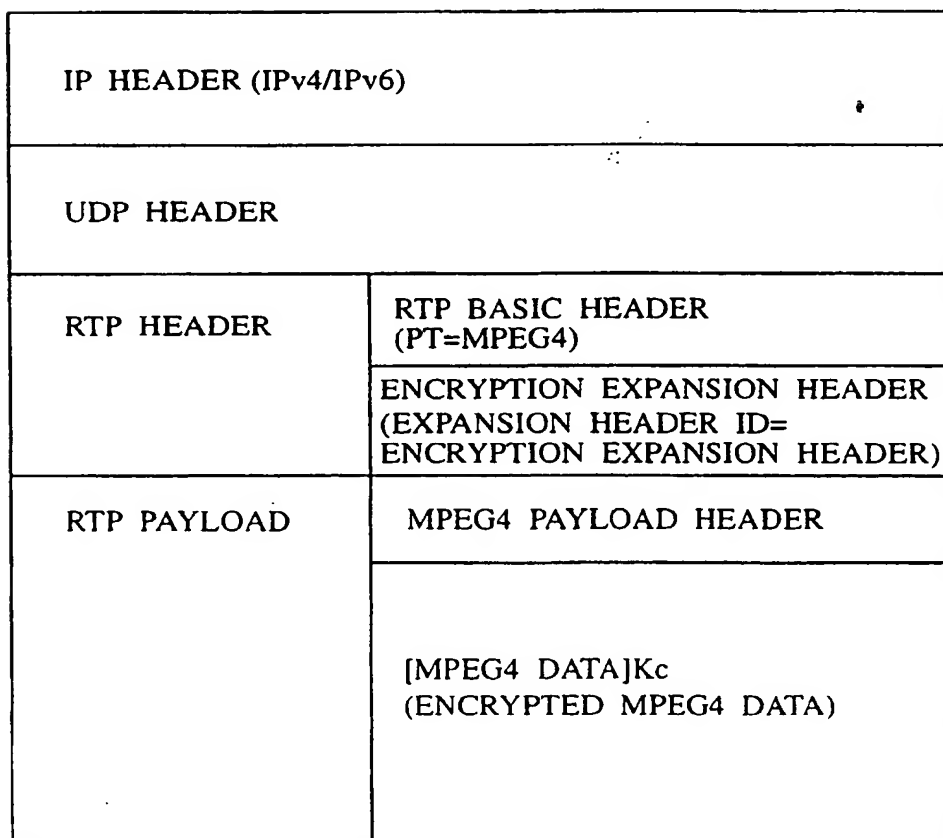 IP HEADER (IPv4/IPv6)
UDP HEADER
RTP HEADER
RTP BASIC HEADER
(PT=MPEG4)
ENCRYPTION EXPANSION HEADER
(EXPANSION HEADER ID=
ENCRYPTION EXPANSION HEADER)
RTP PAYLOAD
MPEG4 PAYLOAD HEADER
[MPEG4 DATA]Kc
(ENCRYPTED MPEG4 DATA)